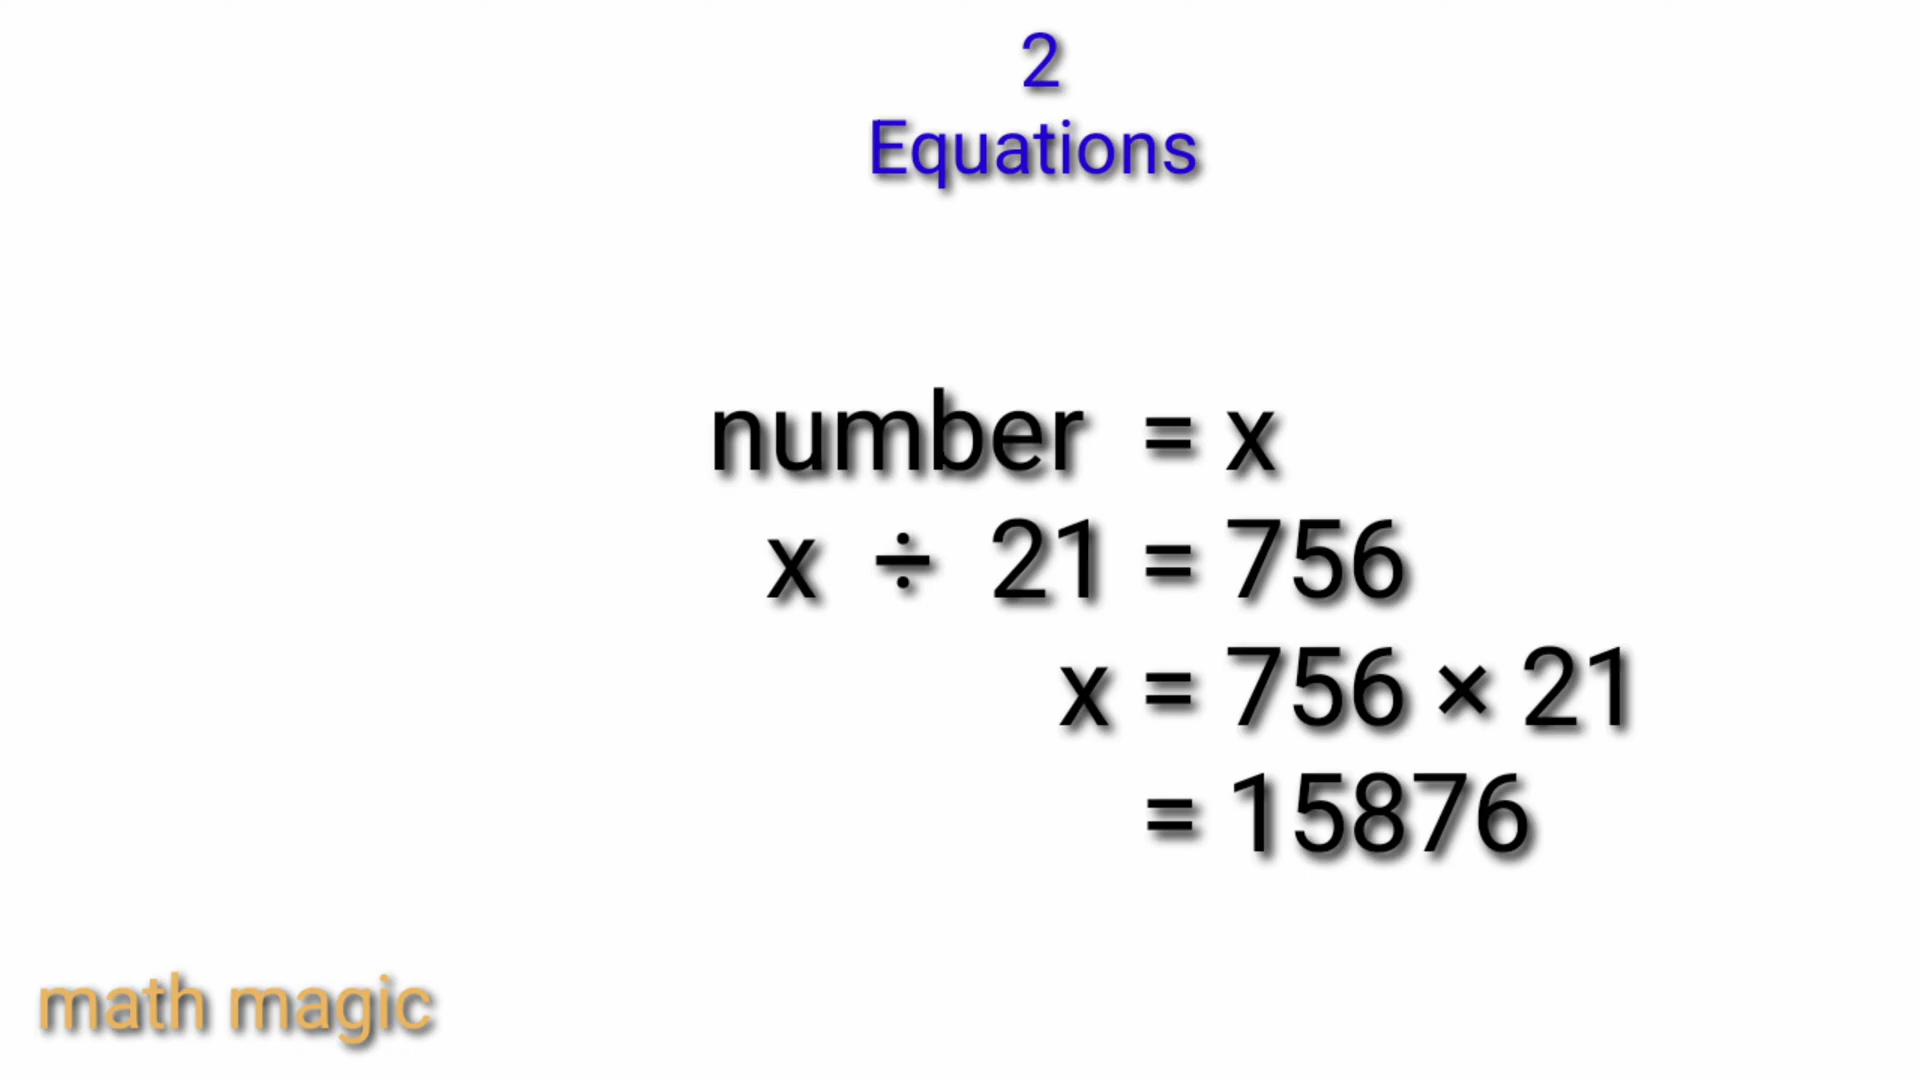 2
Equations
number = x
x ÷ 21 = 756
x = 756 × 21
= 15876
math magic